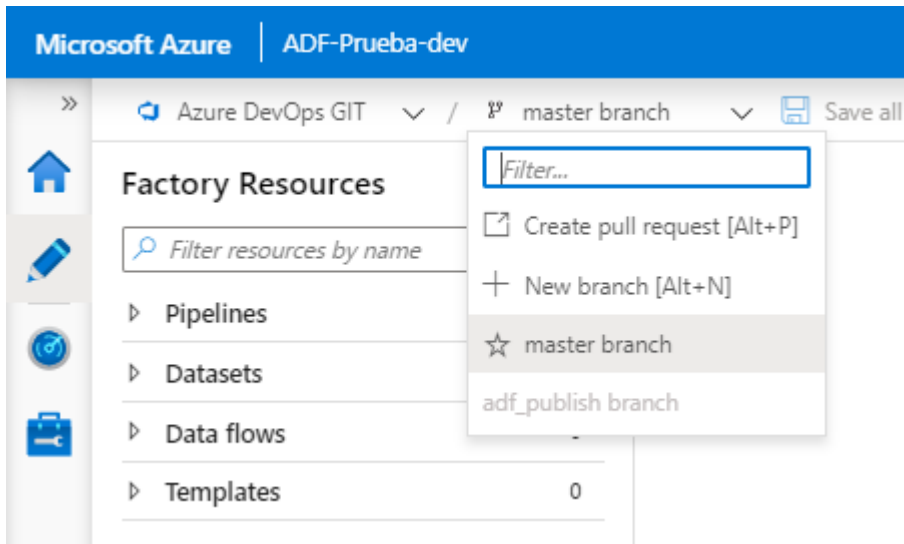 Microsoft Azure | ADF-Prueba-dev
» Azure DevOps GIT / master branch Save all
Filter...
Factory Resources
Create pull request [Alt+P]
Filter resources by name
New branch [Alt+N]
Pipelines
master branch
Datasets
adf_publish branch
Data flows
Templates 0